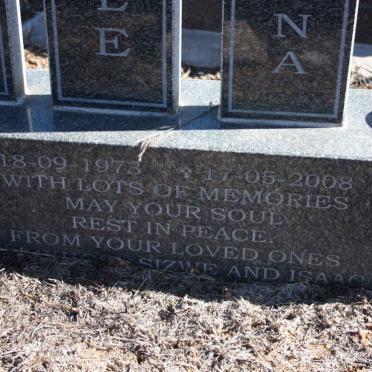 E N
E A
18-09-1973 17-05-2008
WITH LOTS OF MEMORIES
MAY YOUR SOUL
REST IN PEACE.
FROM YOUR LOVED ONES
SIZWE AND ISAAC